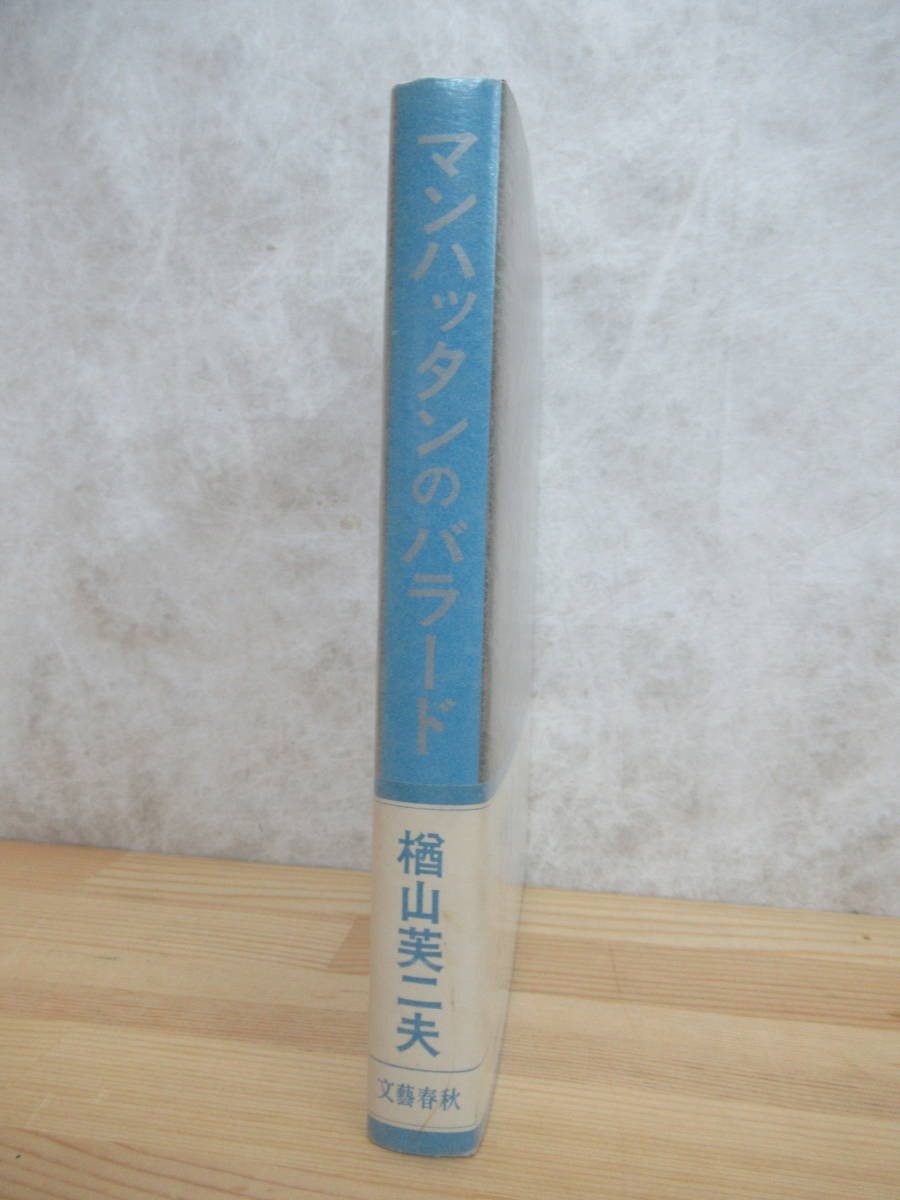 マンハッタンのバラード
楢山芙二夫
文藝春秋